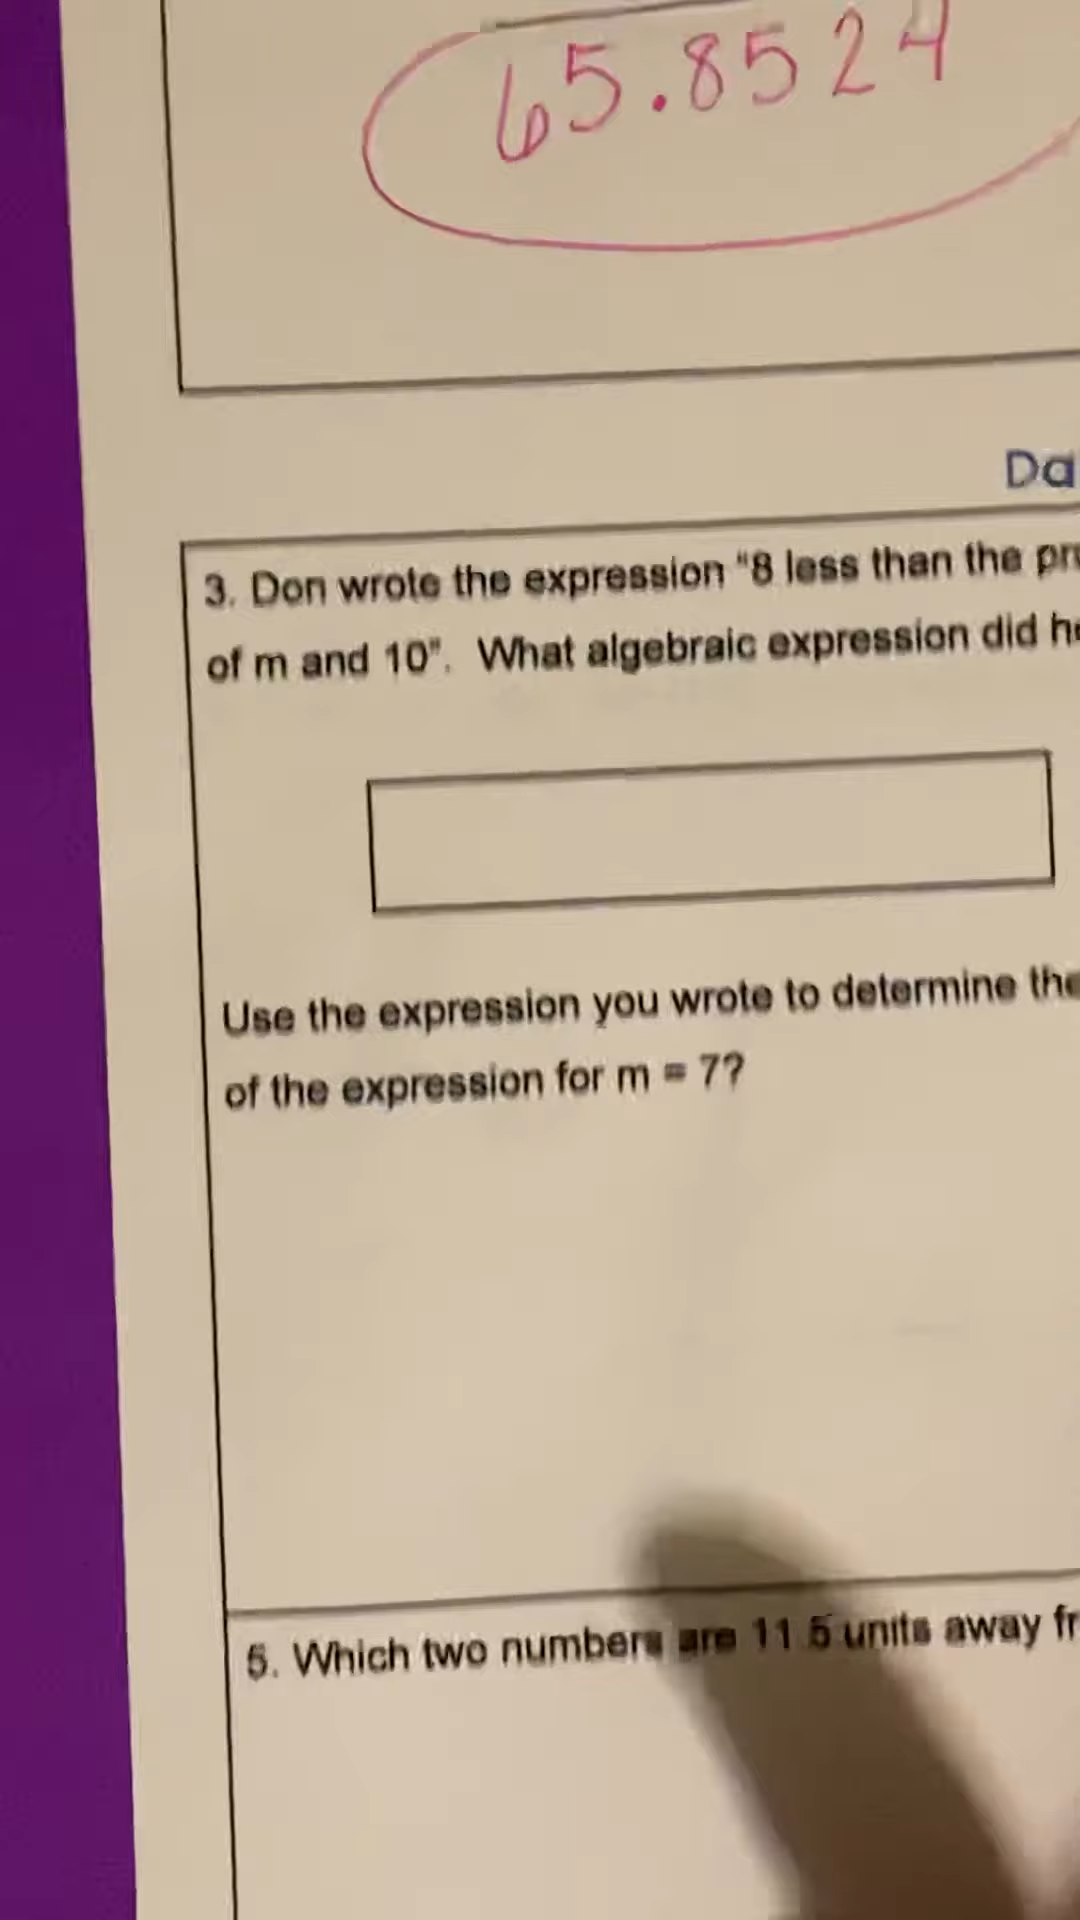 65.8524
Da
3. Don wrote the expression "8 less than the pr
of m and 10". What algebraic expression did h
Use the expression you wrote to determine the
of the expression for m = 7?
5. Which two numbers are 11.5 units away fr